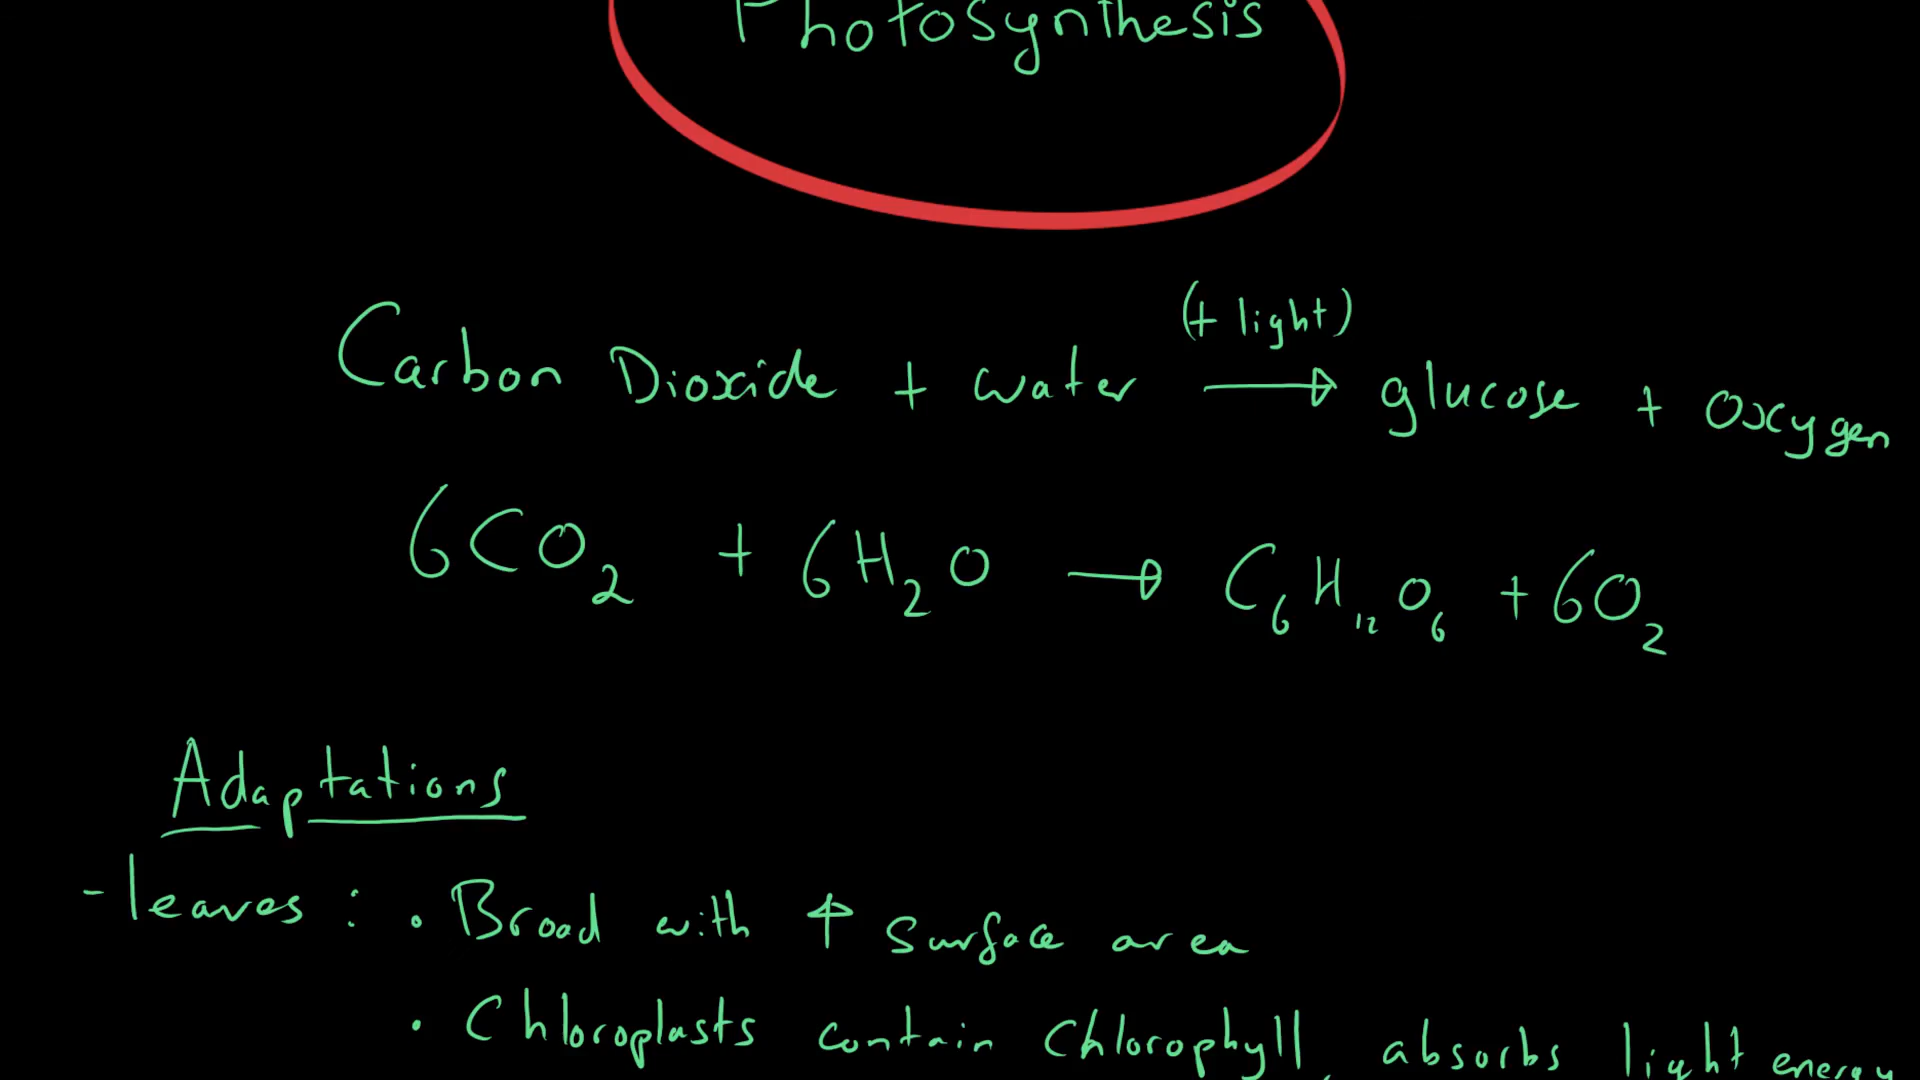 Photosynthesis
(+ light)
Carbon Dioxide + water → glucose + Oxygen
6CO₂ + 6H₂O → C₆H₁₂O₆ + 6O₂
Adaptations
- leaves : • Broad with ↑ surface area
• Chloroplasts contain Chlorophyll, absorbs light energy